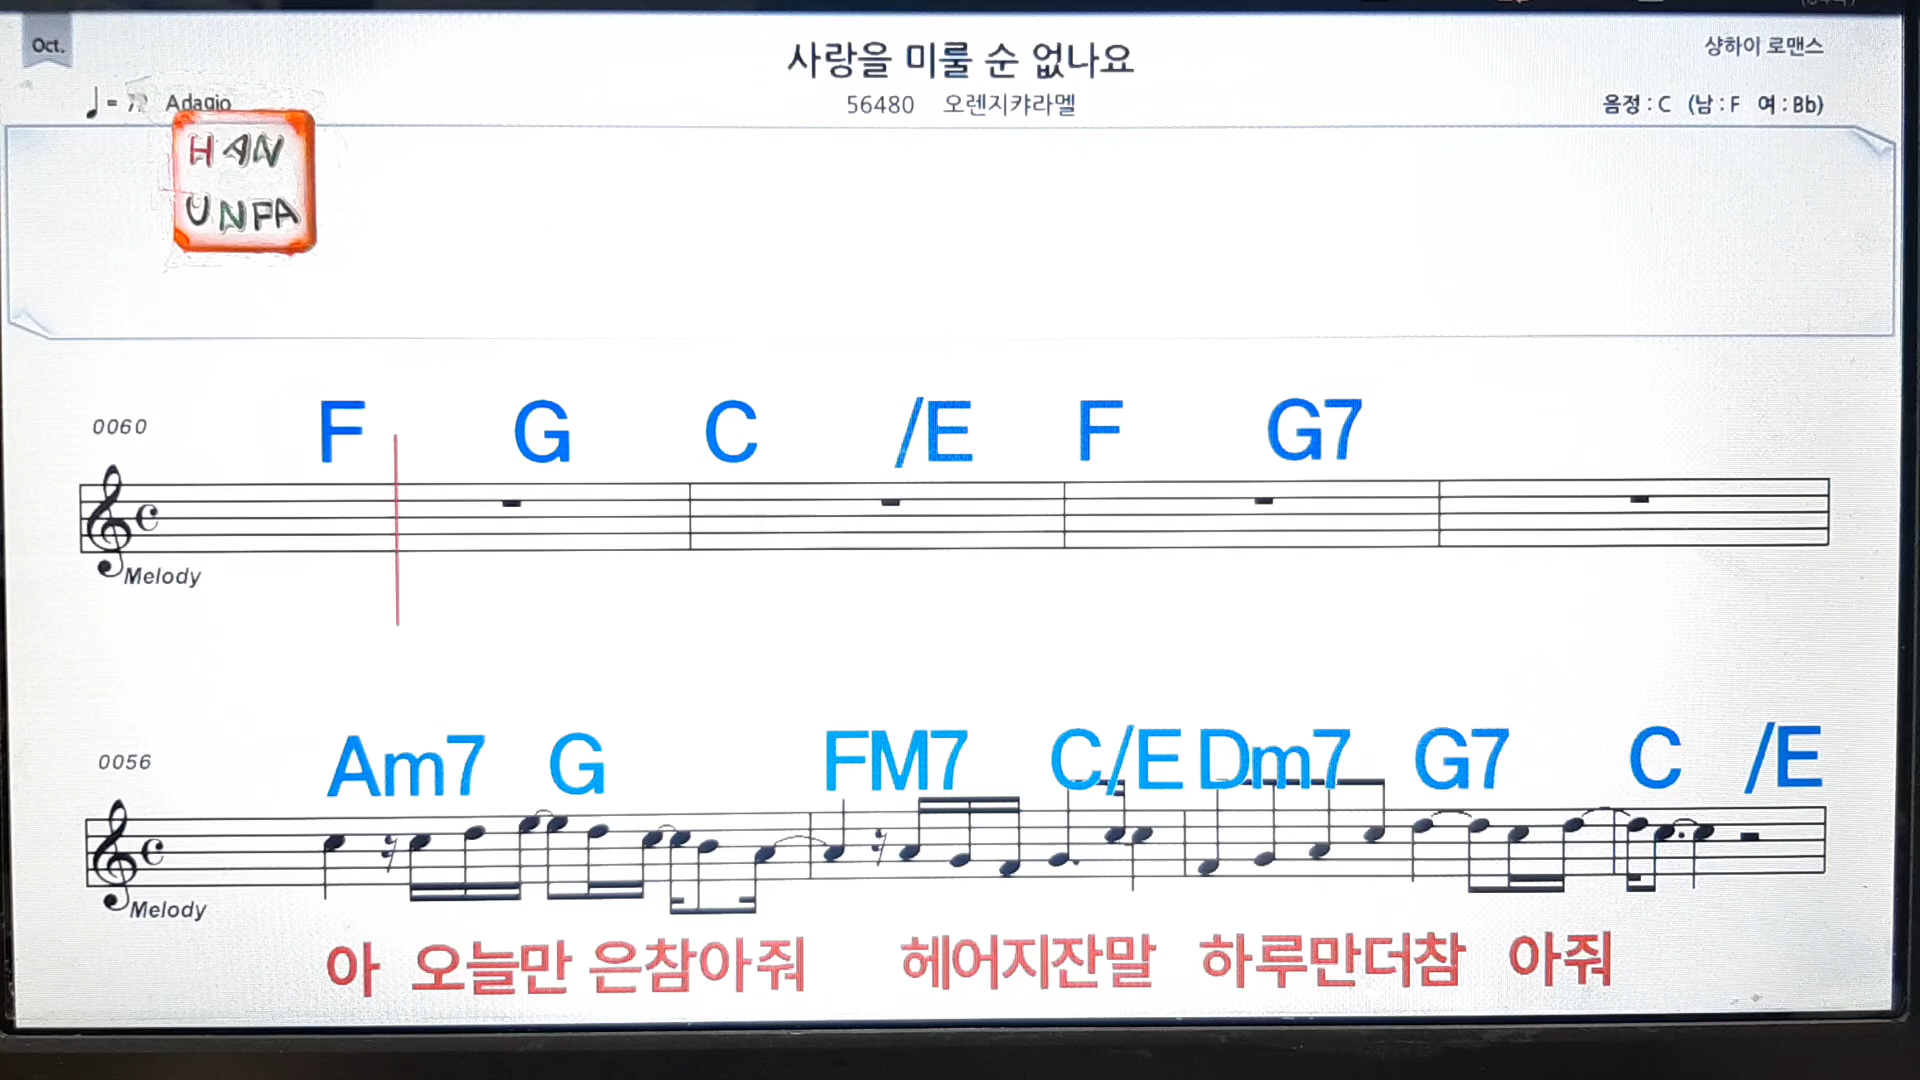 Oct.
사랑을 미룰 순 없나요
샹하이 로맨스
Adagio
56480 오렌지캬라멜
음정 : C (남 : F 여 : Bb)
HAN
UNFA
F G C /E F G7
0060
Melody
Am7 G FM7 C/E Dm7 G7 C /E
0056
Melody
아 오늘만 은참아줘 헤어지잔말 하루만더참 아줘